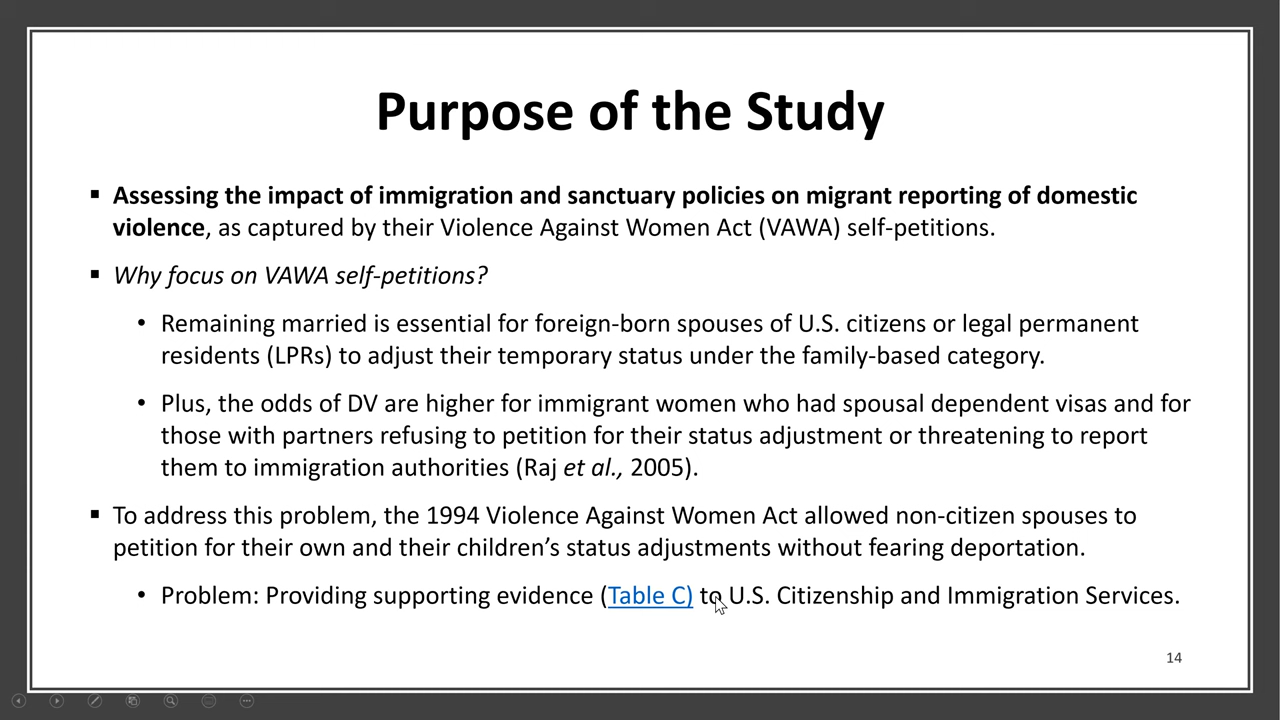 Purpose of the Study
▪ Assessing the impact of immigration and sanctuary policies on migrant reporting of domestic
violence, as captured by their Violence Against Women Act (VAWA) self-petitions.
▪ Why focus on VAWA self-petitions?
• Remaining married is essential for foreign-born spouses of U.S. citizens or legal permanent
residents (LPRs) to adjust their temporary status under the family-based category.
• Plus, the odds of DV are higher for immigrant women who had spousal dependent visas and for
those with partners refusing to petition for their status adjustment or threatening to report
them to immigration authorities (Raj et al., 2005).
▪ To address this problem, the 1994 Violence Against Women Act allowed non-citizen spouses to
petition for their own and their children’s status adjustments without fearing deportation.
• Problem: Providing supporting evidence (Table C) to U.S. Citizenship and Immigration Services.
14